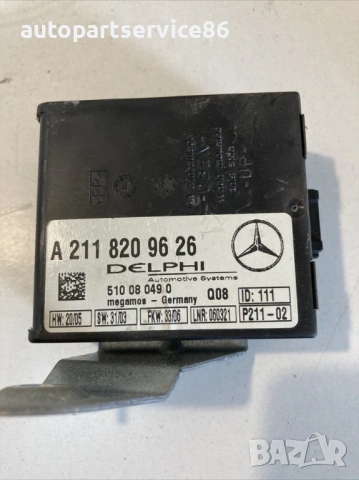 autopartservice86
A 211 820 96 26
DELPHI
Automotive Systems
510 08 049 0
megamos - Germany Q08 ID: 111
HW: 20/05 SW: 31/03 FKW: 33/06 LNR: 060321 P211-02
bazar